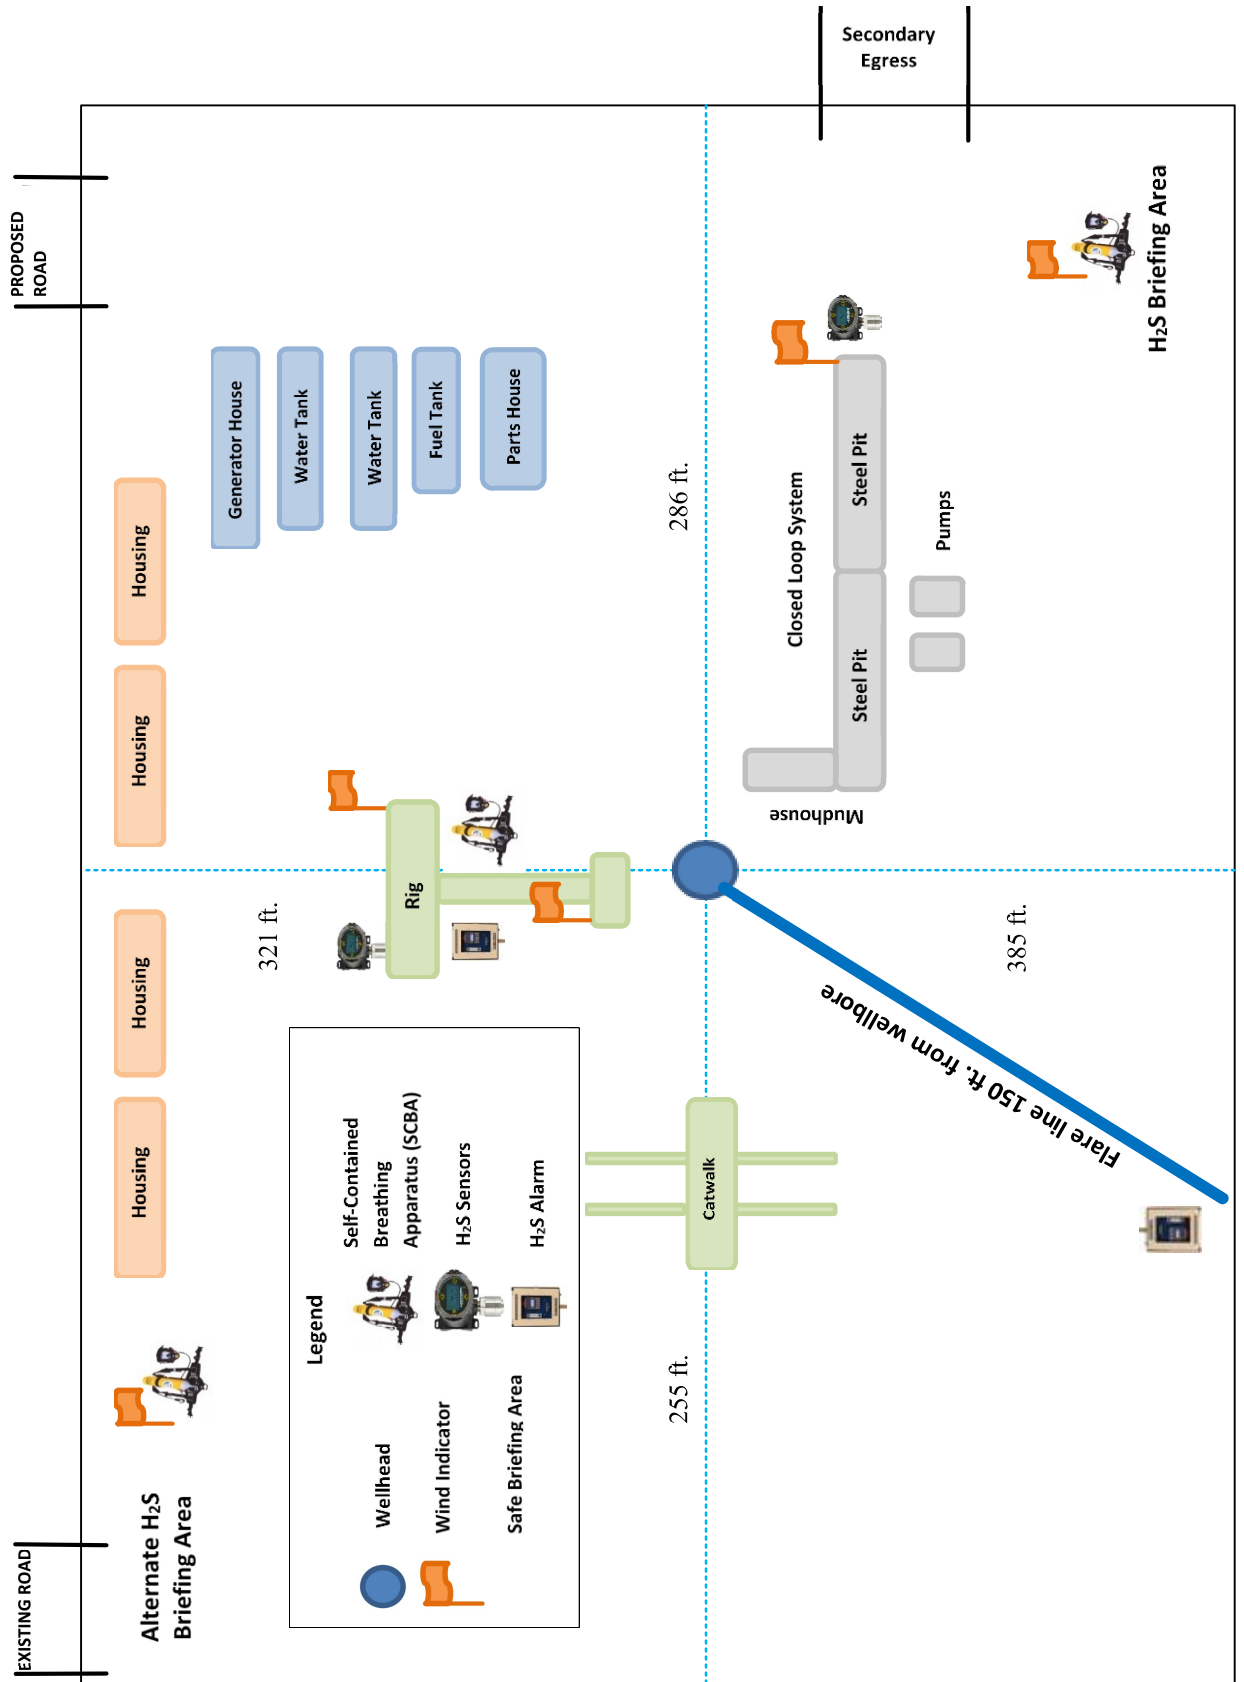 Secondary
Egress
PROPOSED
ROAD
H₂S Briefing Area
Generator House
Water Tank
Water Tank
Fuel Tank
Parts House
Housing
Housing
Housing
Housing
286 ft.
Closed Loop System
Steel Pit
Steel Pit
Pumps
Mudhouse
Rig
321 ft.
385 ft.
Flare line 150 ft. from wellbore
Catwalk
255 ft.
Legend
Self-Contained
Breathing
Apparatus (SCBA)
H₂S Sensors
H₂S Alarm
Wellhead
Wind Indicator
Safe Briefing Area
Alternate H₂S
Briefing Area
EXISTING ROAD